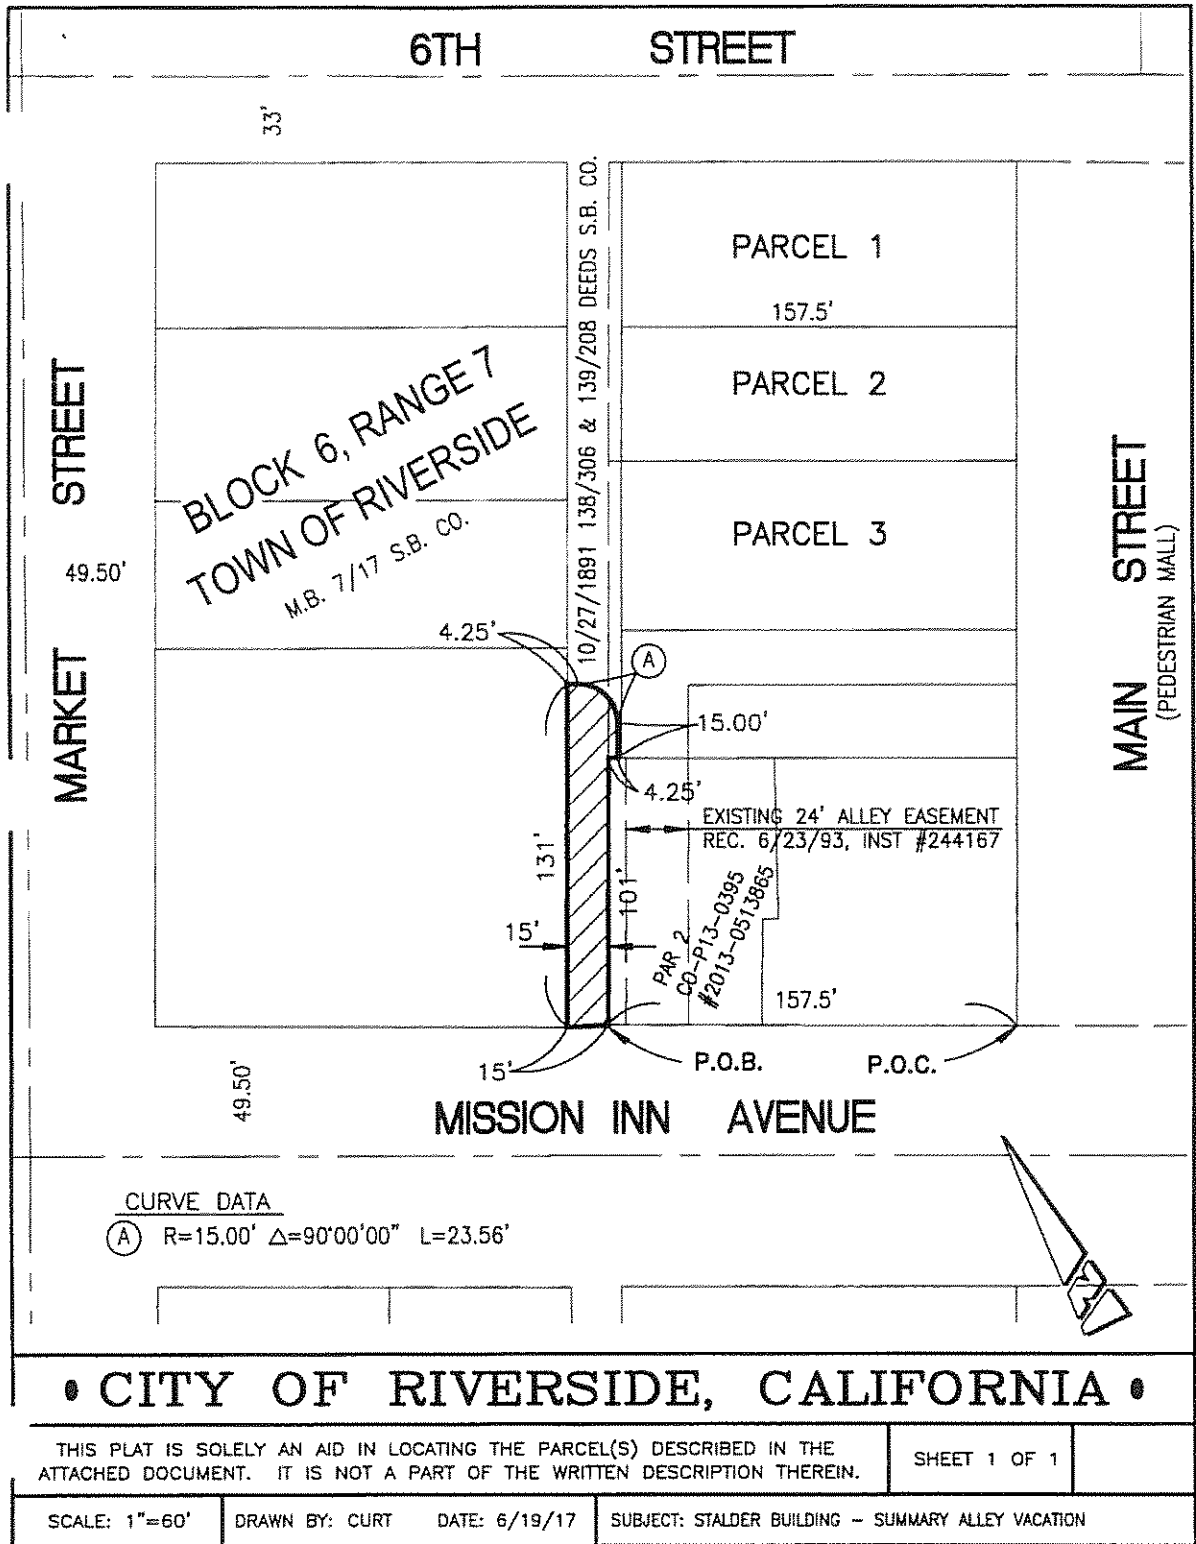 6TH STREET
33'
10/27/1891 138/306 & 139/208 DEEDS S.B. CO.
PARCEL 1
157.5'
PARCEL 2
PARCEL 3
BLOCK 6, RANGE 7
TOWN OF RIVERSIDE
M.B. 7/17 S.B. CO.
MARKET STREET
49.50'
MAIN STREET
(PEDESTRIAN MALL)
4.25'
A
15.00'
4.25'
EXISTING 24' ALLEY EASEMENT
REC. 6/23/93, INST #244167
131'
101'
15'
PAR 2
CO-P13-0395
#2013-0513865
157.5'
15'
P.O.B.
P.O.C.
49.50'
MISSION INN AVENUE
CURVE DATA
A R=15.00' Δ=90°00'00" L=23.56'
• CITY OF RIVERSIDE, CALIFORNIA •
THIS PLAT IS SOLELY AN AID IN LOCATING THE PARCEL(S) DESCRIBED IN THE
ATTACHED DOCUMENT. IT IS NOT A PART OF THE WRITTEN DESCRIPTION THEREIN.
SHEET 1 OF 1
SCALE: 1"=60'
DRAWN BY: CURT DATE: 6/19/17
SUBJECT: STALDER BUILDING - SUMMARY ALLEY VACATION